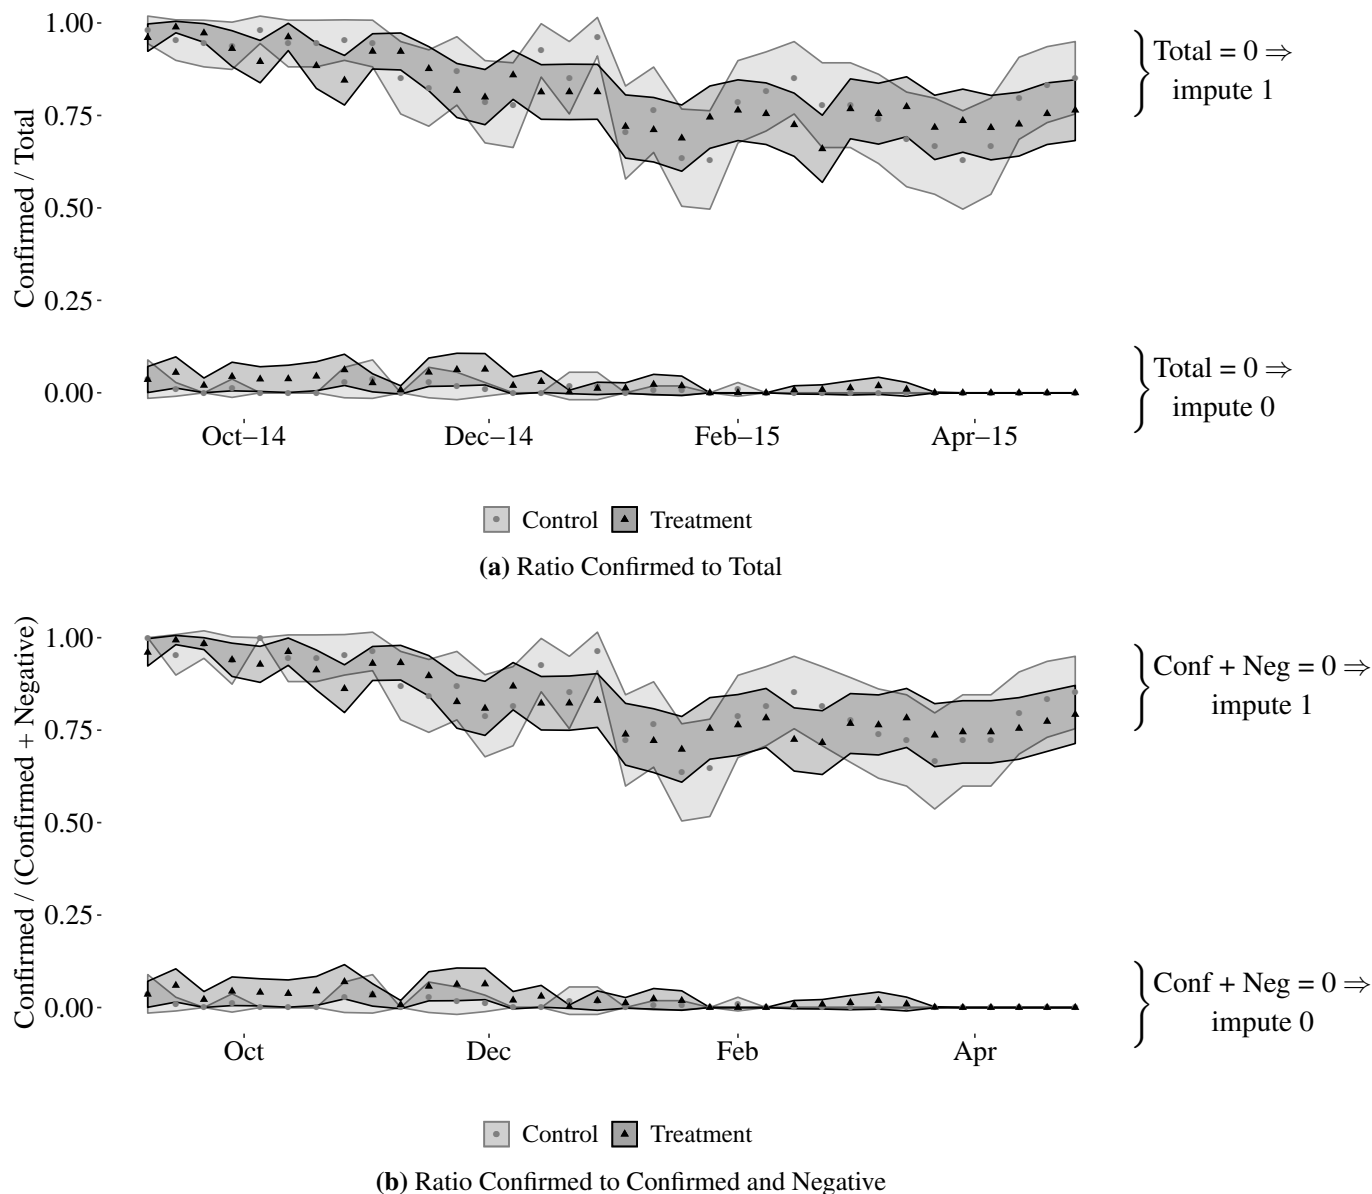 Confirmed / Total
1.00
0.75
0.50
0.25
0.00
Total = 0 ⇒
impute 1
Total = 0 ⇒
impute 0
Oct–14 Dec–14 Feb–15 Apr–15
Control Treatment
(a) Ratio Confirmed to Total
Confirmed / (Confirmed + Negative)
1.00
0.75
0.50
0.25
0.00
Conf + Neg = 0 ⇒
impute 1
Conf + Neg = 0 ⇒
impute 0
Oct Dec Feb Apr
Control Treatment
(b) Ratio Confirmed to Confirmed and Negative